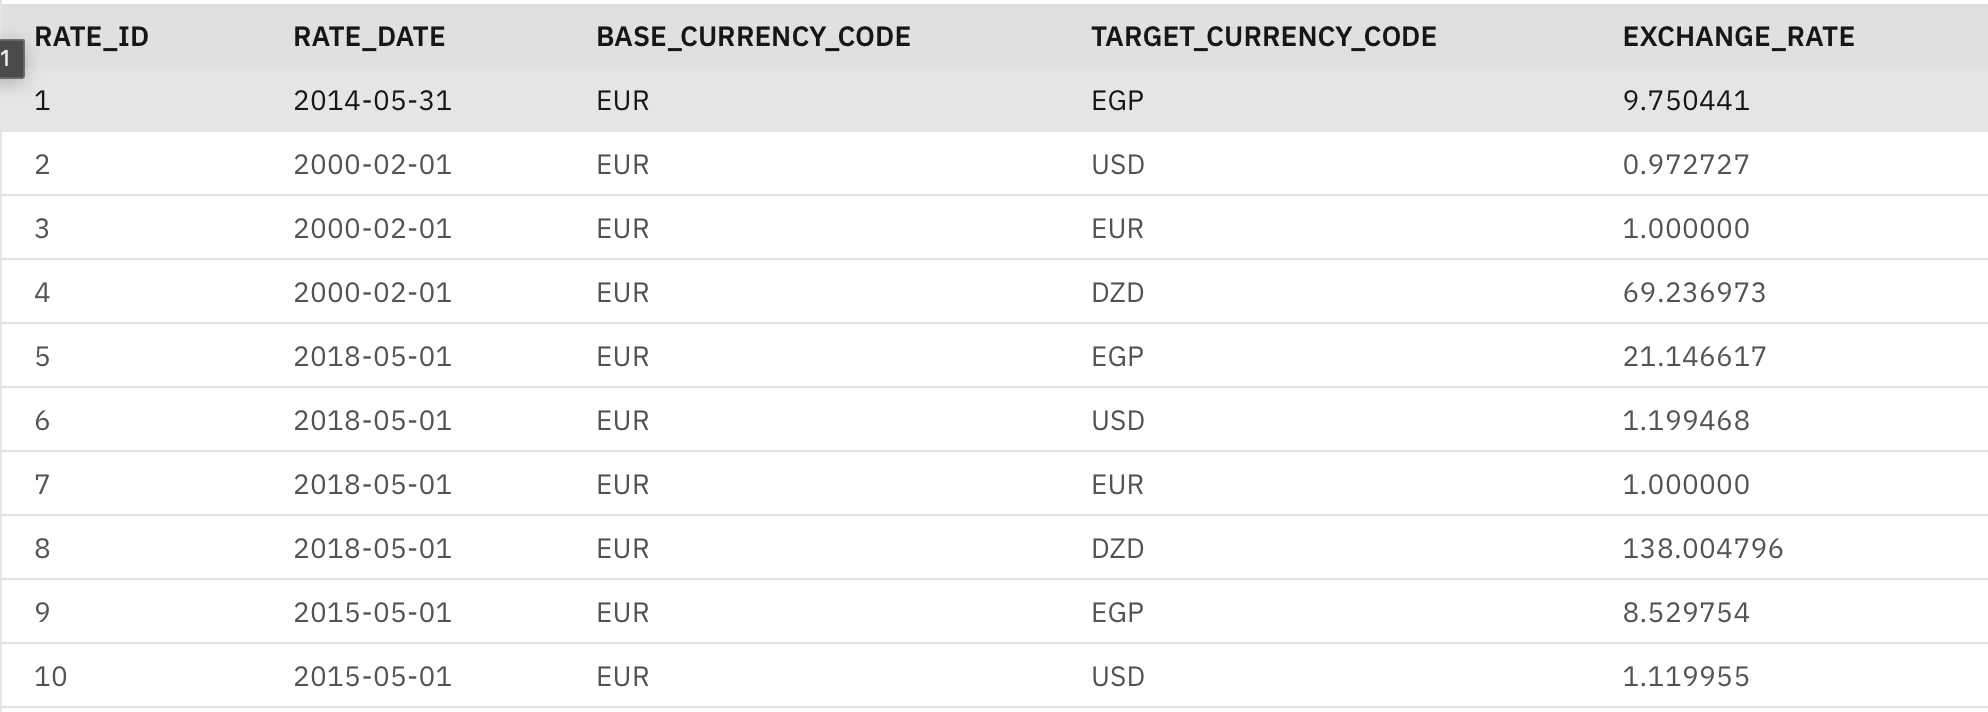 RATE_ID RATE_DATE BASE_CURRENCY_CODE TARGET_CURRENCY_CODE EXCHANGE_RATE
1
1 2014-05-31 EUR EGP 9.750441
2 2000-02-01 EUR USD 0.972727
3 2000-02-01 EUR EUR 1.000000
4 2000-02-01 EUR DZD 69.236973
5 2018-05-01 EUR EGP 21.146617
6 2018-05-01 EUR USD 1.199468
7 2018-05-01 EUR EUR 1.000000
8 2018-05-01 EUR DZD 138.004796
9 2015-05-01 EUR EGP 8.529754
10 2015-05-01 EUR USD 1.119955